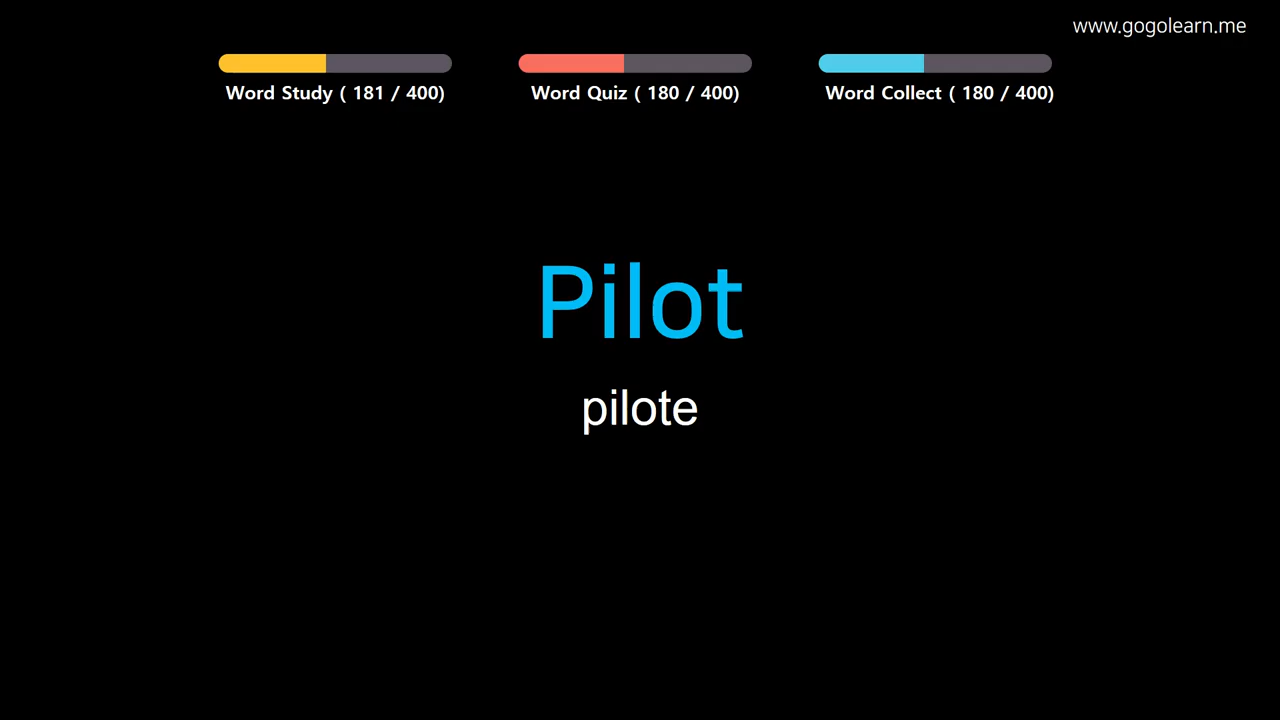 www.gogolearn.me
Word Study ( 181 / 400)
Word Quiz ( 180 / 400)
Word Collect ( 180 / 400)
Pilot
pilote